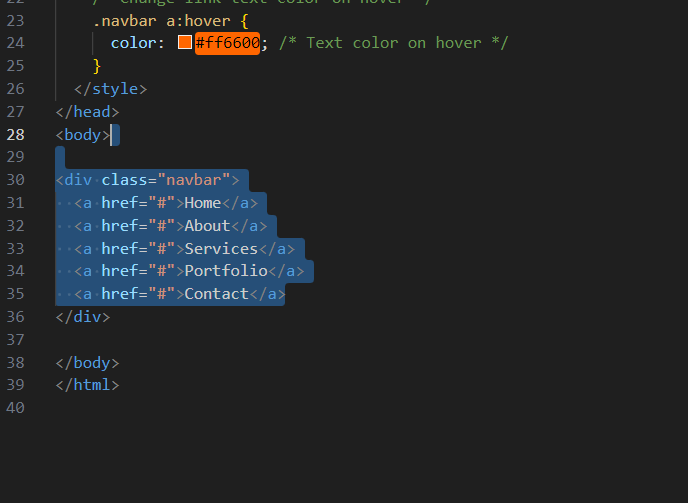 22 /* Change link text color on hover */
23 .navbar a:hover {
24 color: #ff6600; /* Text color on hover */
25 }
26 </style>
27 </head>
28 <body>
29
30 <div class="navbar">
31 <a href="#">Home</a>
32 <a href="#">About</a>
33 <a href="#">Services</a>
34 <a href="#">Portfolio</a>
35 <a href="#">Contact</a>
36 </div>
37
38 </body>
39 </html>
40